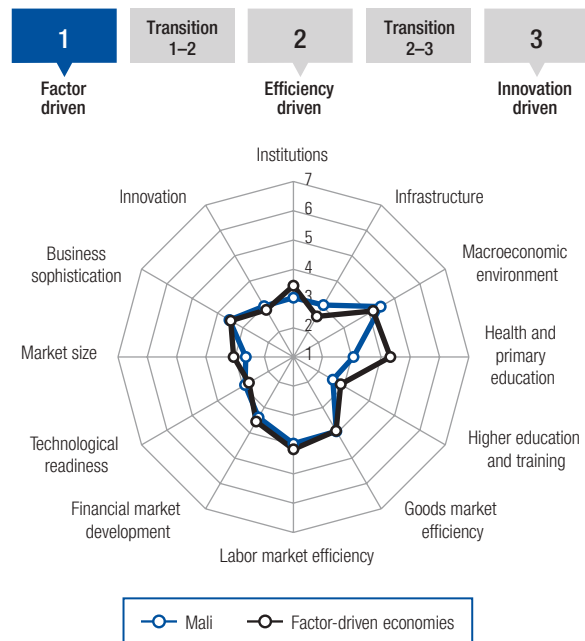 1
Transition
1–2
2
Transition
2–3
3
Factor
driven
Efficiency
driven
Innovation
driven
Institutions
Infrastructure
Macroeconomic
environment
Health and
primary
education
Higher education
and training
Goods market
efficiency
Labor market efficiency
Financial market
development
Technological
readiness
Market size
Business
sophistication
Innovation
7
6
5
4
3
2
1
Mali
Factor-driven economies